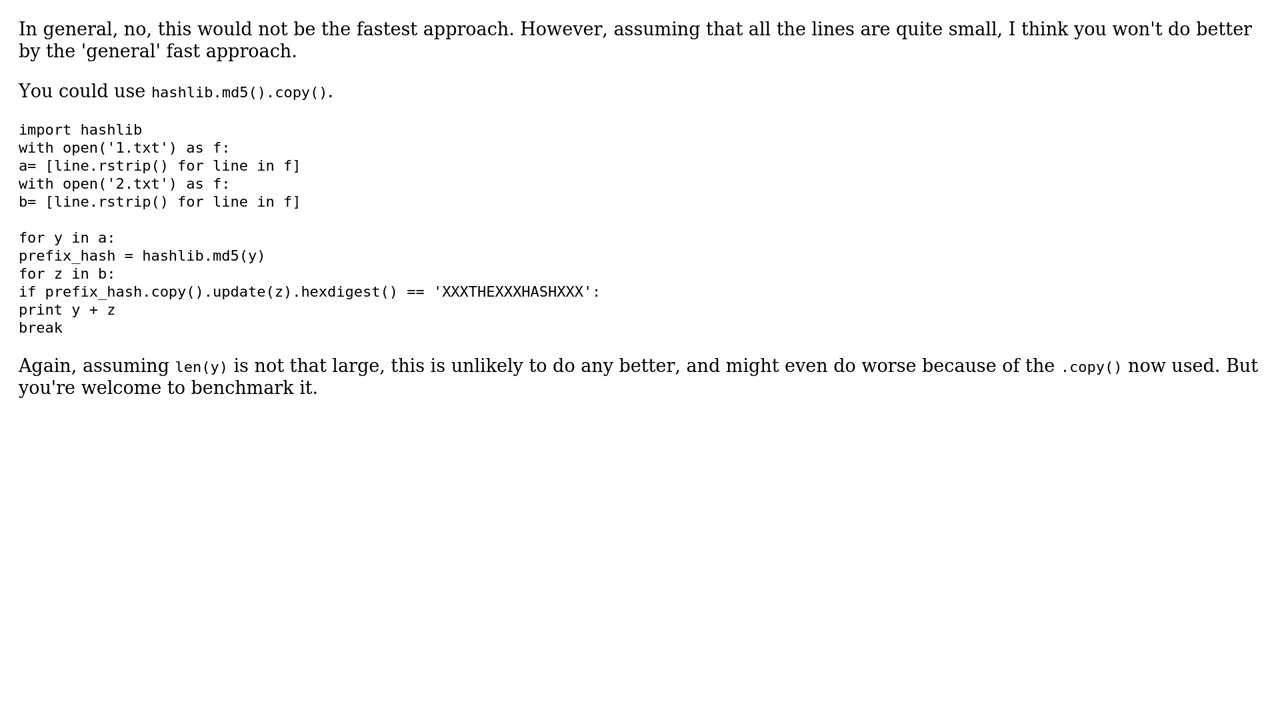 In general, no, this would not be the fastest approach. However, assuming that all the lines are quite small, I think you won't do better
by the 'general' fast approach.
You could use hashlib.md5().copy().
import hashlib
with open('1.txt') as f:
a= [line.rstrip() for line in f]
with open('2.txt') as f:
b= [line.rstrip() for line in f]
for y in a:
prefix_hash = hashlib.md5(y)
for z in b:
if prefix_hash.copy().update(z).hexdigest() == 'XXXTHEXXXHASHXXX':
print y + z
break
Again, assuming len(y) is not that large, this is unlikely to do any better, and might even do worse because of the .copy() now used. But
you're welcome to benchmark it.